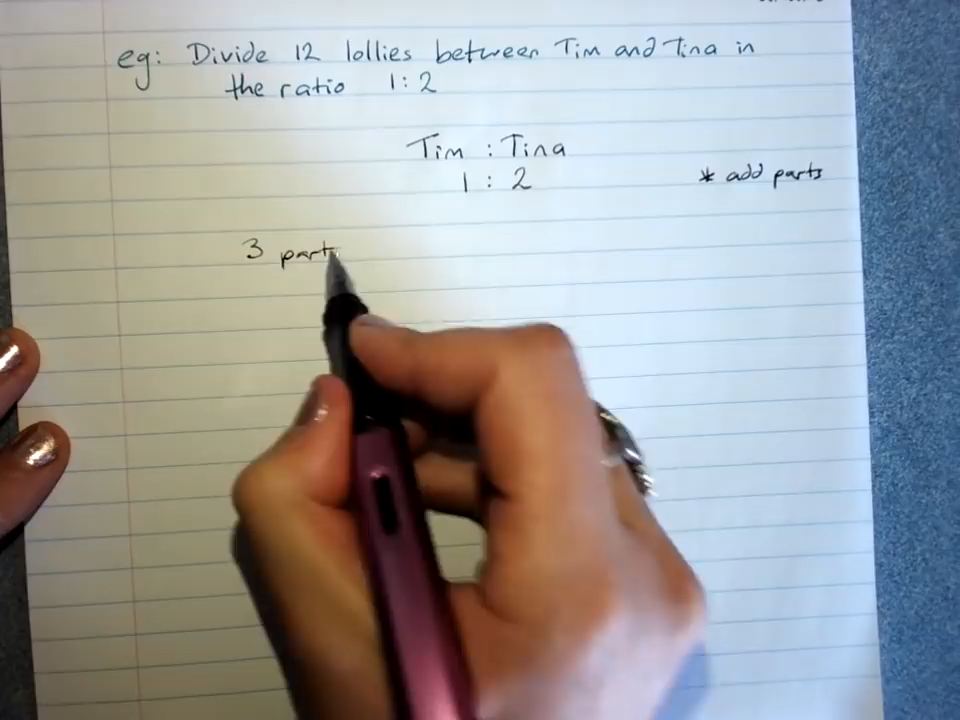 eg: Divide 12 lollies between Tim and Tina in
the ratio 1:2
Tim : Tina
1 : 2
* add parts
3 part